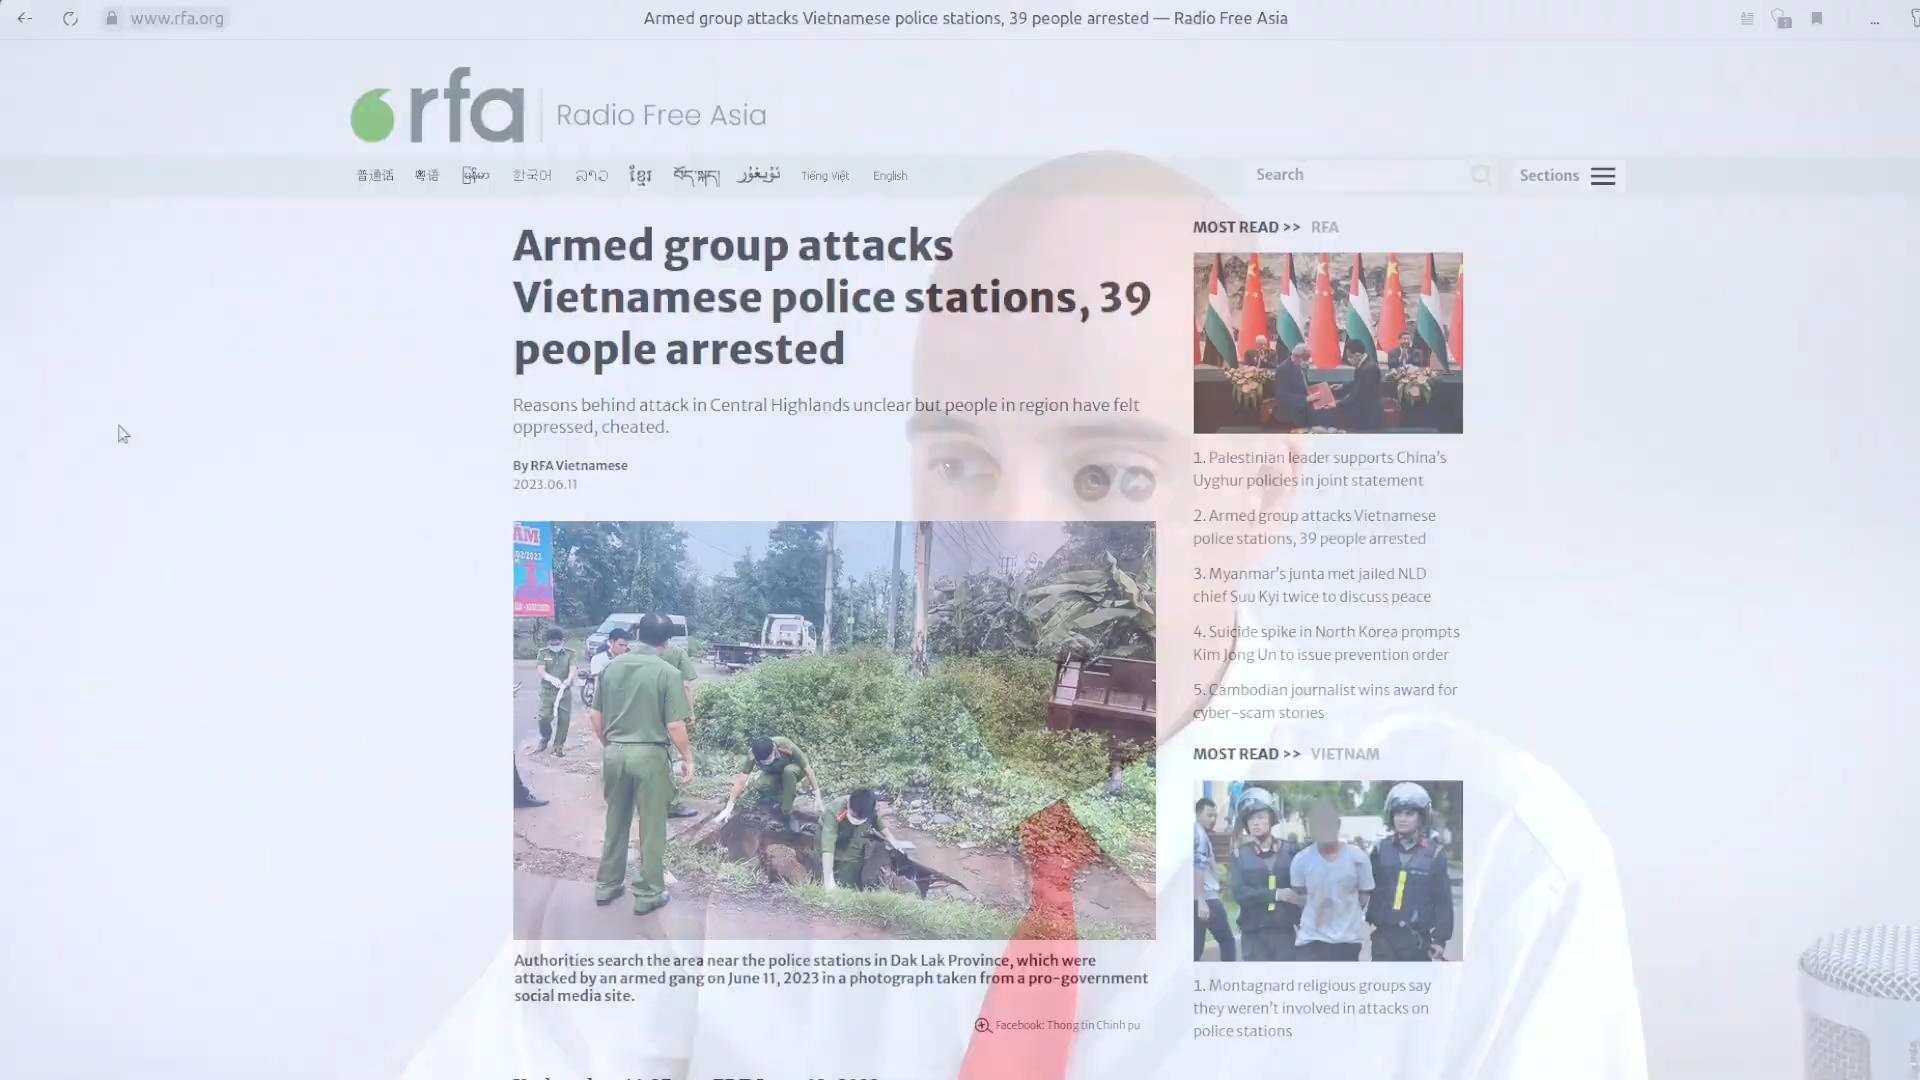 www.rfa.org
Armed group attacks Vietnamese police stations, 39 people arrested — Radio Free Asia
rfa
Radio Free Asia
普通话 粤语 မြန်မာ 한국어 ລາວ ខ្មែរ བོད་སྐད། ئۇيغۇر Tiếng Việt English
Search
Sections
Armed group attacks
Vietnamese police stations, 39
people arrested
Reasons behind attack in Central Highlands unclear but people in region have felt
oppressed, cheated.
By RFA Vietnamese
2023.06.11
Authorities search the area near the police stations in Dak Lak Province, which were
attacked by an armed gang on June 11, 2023 in a photograph taken from a pro-government
social media site.
Facebook: Thong tin Chinh pu
MOST READ >> RFA
1. Palestinian leader supports China's
Uyghur policies in joint statement
2. Armed group attacks Vietnamese
police stations, 39 people arrested
3. Myanmar's junta met jailed NLD
chief Suu Kyi twice to discuss peace
4. Suicide spike in North Korea prompts
Kim Jong Un to issue prevention order
5. Cambodian journalist wins award for
cyber-scam stories
MOST READ >> VIETNAM
1. Montagnard religious groups say
they weren't involved in attacks on
police stations